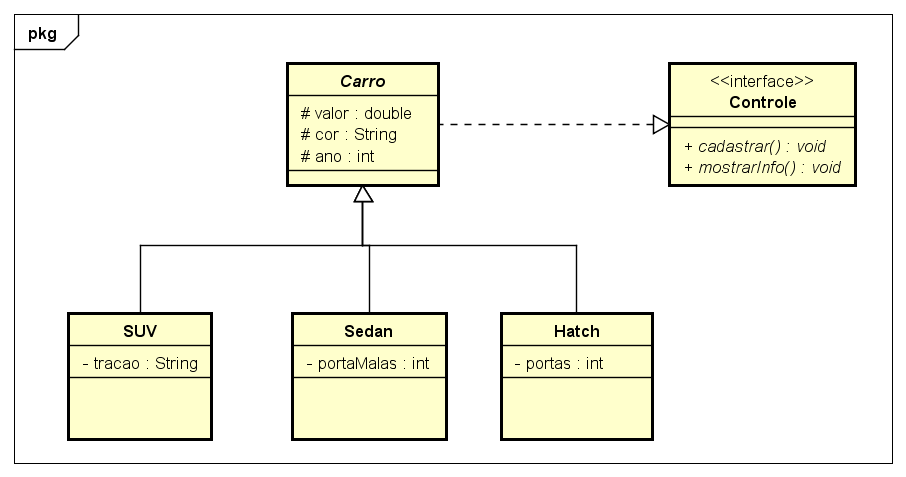 pkg
Carro
# valor : double
# cor : String
# ano : int
<<interface>>
Controle
+ cadastrar() : void
+ mostrarInfo() : void
SUV
- tracao : String
Sedan
- portaMalas : int
Hatch
- portas : int